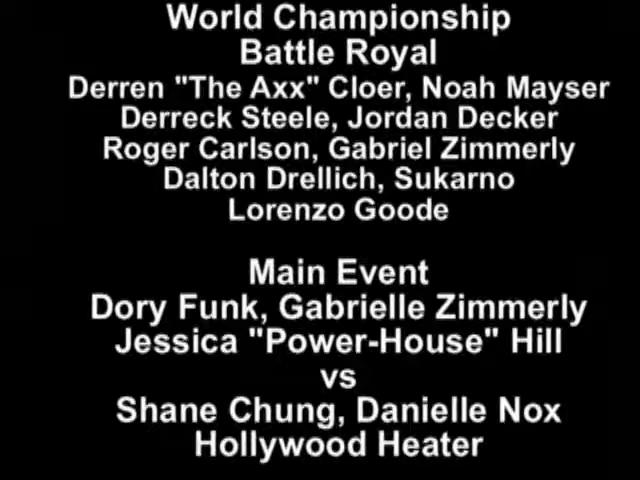 World Championship
Battle Royal
Derren "The Axx" Cloer, Noah Mayser
Derreck Steele, Jordan Decker
Roger Carlson, Gabriel Zimmerly
Dalton Drellich, Sukarno
Lorenzo Goode
Main Event
Dory Funk, Gabrielle Zimmerly
Jessica "Power-House" Hill
vs
Shane Chung, Danielle Nox
Hollywood Heater